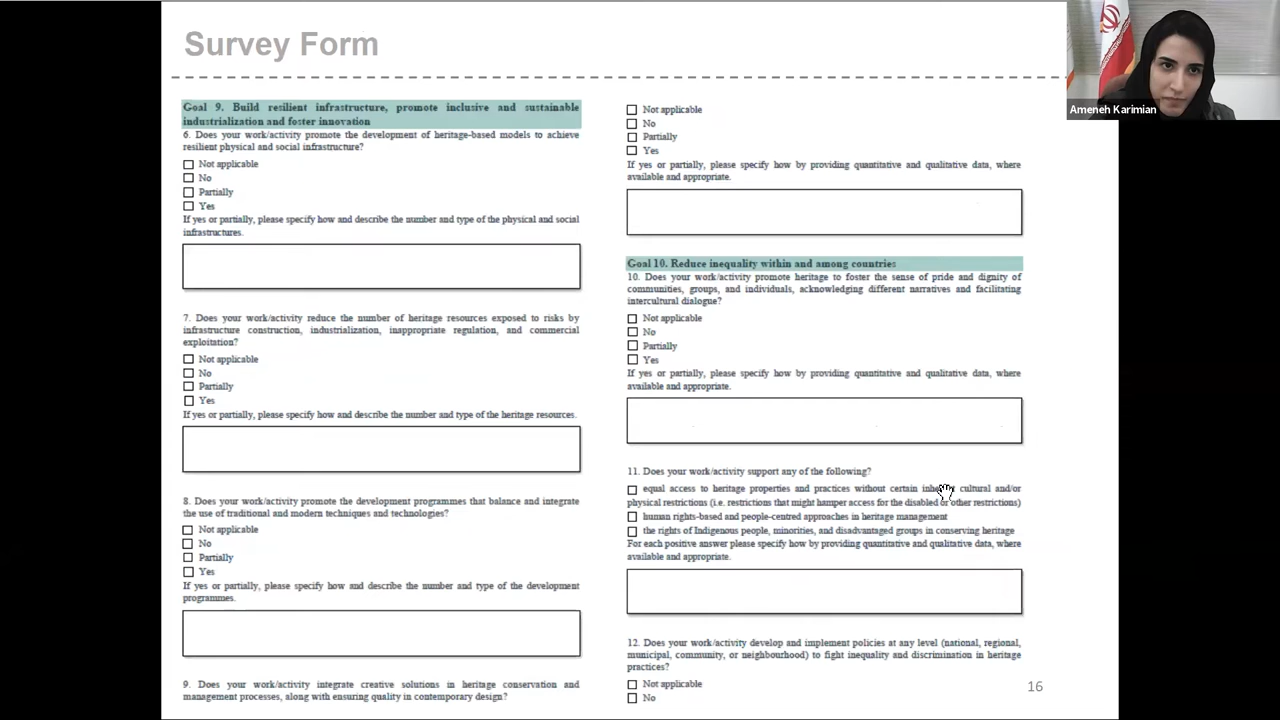 Survey Form
Goal 9. Build resilient infrastructure, promote inclusive and sustainable
industrialization and foster innovation
6. Does your work/activity promote the development of heritage-based models to achieve
resilient physical and social infrastructure?
Not applicable
No
Partially
Yes
If yes or partially, please specify how and describe the number and type of the physical and social
infrastructures.
7. Does your work/activity reduce the number of heritage resources exposed to risks by
infrastructure construction, industrialization, inappropriate regulation, and commercial
exploitation?
Not applicable
No
Partially
Yes
If yes or partially, please specify how and describe the number and type of the heritage resources.
8. Does your work/activity promote the development programmes that balance and integrate
the use of traditional and modern techniques and technologies?
Not applicable
No
Partially
Yes
If yes or partially, please specify how and describe the number and type of the development
programmes.
9. Does your work/activity integrate creative solutions in heritage conservation and
management processes, along with ensuring quality in contemporary design?
Not applicable
No
Partially
Yes
If yes or partially, please specify how by providing quantitative and qualitative data, where
available and appropriate.
Goal 10. Reduce inequality within and among countries
10. Does your work/activity promote heritage to foster the sense of pride and dignity of
communities, groups, and individuals, acknowledging different narratives and facilitating
intercultural dialogue?
Not applicable
No
Partially
Yes
If yes or partially, please specify how by providing quantitative and qualitative data, where
available and appropriate.
11. Does your work/activity support any of the following?
equal access to heritage properties and practices without certain cultural and/or
physical restrictions (i.e. restrictions that might hamper access for the disabled or other restrictions)
human rights-based and people-centred approaches in heritage management
the rights of Indigenous people, minorities, and disadvantaged groups in conserving heritage
For each positive answer please specify how by providing quantitative and qualitative data, where
available and appropriate.
12. Does your work/activity develop and implement policies at any level (national, regional,
municipal, community, or neighbourhood) to fight inequality and discrimination in heritage
practices?
Not applicable
No
16
Ameneh Karimian